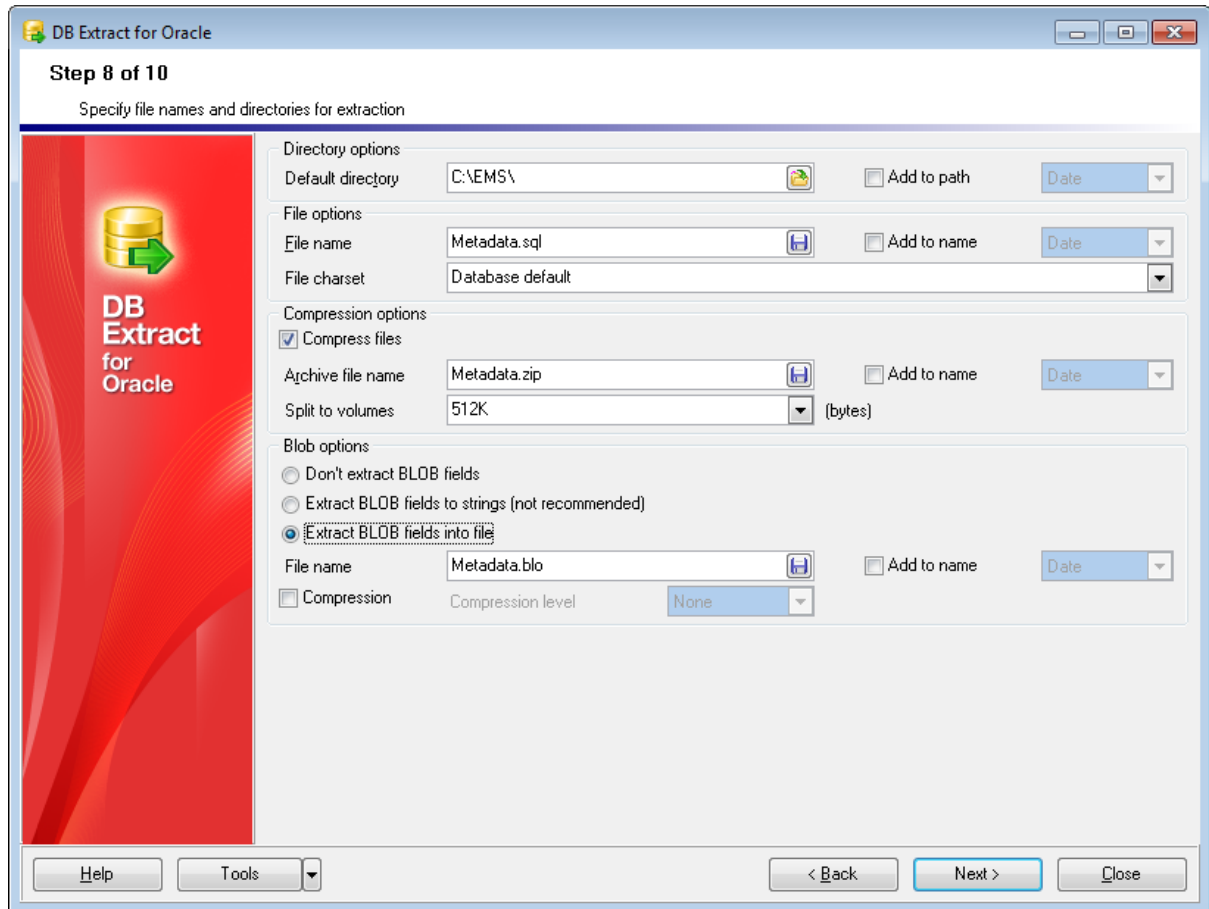 DB Extract for Oracle
Step 8 of 10
Specify file names and directories for extraction
DB
Extract
for
Oracle
Directory options
Default directory C:\EMS\ Add to path Date
File options
File name Metadata.sql Add to name Date
File charset Database default
Compression options
Compress files
Archive file name Metadata.zip Add to name Date
Split to volumes 512K (bytes)
Blob options
Don't extract BLOB fields
Extract BLOB fields to strings (not recommended)
Extract BLOB fields into file
File name Metadata.blo Add to name Date
Compression Compression level None
Help Tools < Back Next > Close